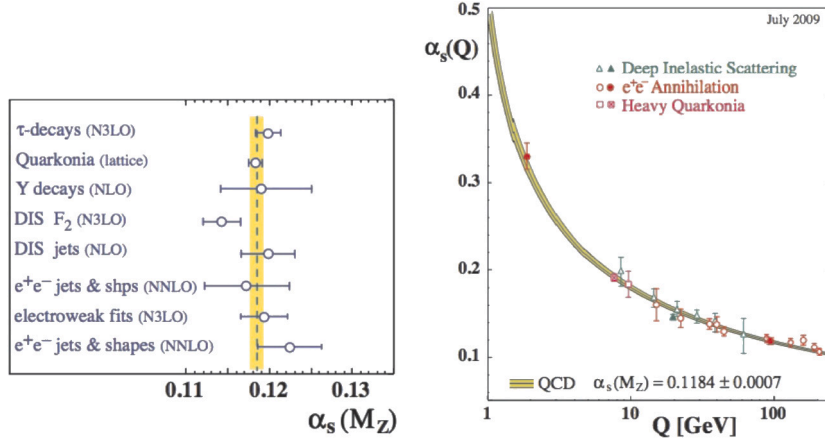 τ-decays (N3LO)
Quarkonia (lattice)
Υ decays (NLO)
DIS F₂ (N3LO)
DIS jets (NLO)
e⁺e⁻ jets & shps (NNLO)
electroweak fits (N3LO)
e⁺e⁻ jets & shapes (NNLO)
0.11 0.12 0.13
αₛ (M_Z)
0.5
July 2009
αₛ(Q)
Deep Inelastic Scattering
e⁺e⁻ Annihilation
Heavy Quarkonia
0.4
0.3
0.2
0.1
QCD αₛ(M_Z) = 0.1184 ± 0.0007
1 10 100
Q [GeV]